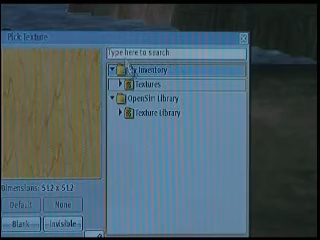 Pick Texture
Type here to search
My Inventory
Textures
OpenSim Library
Texture Library
Dimensions: 512 x 512
Default
None
Blank
Invisible